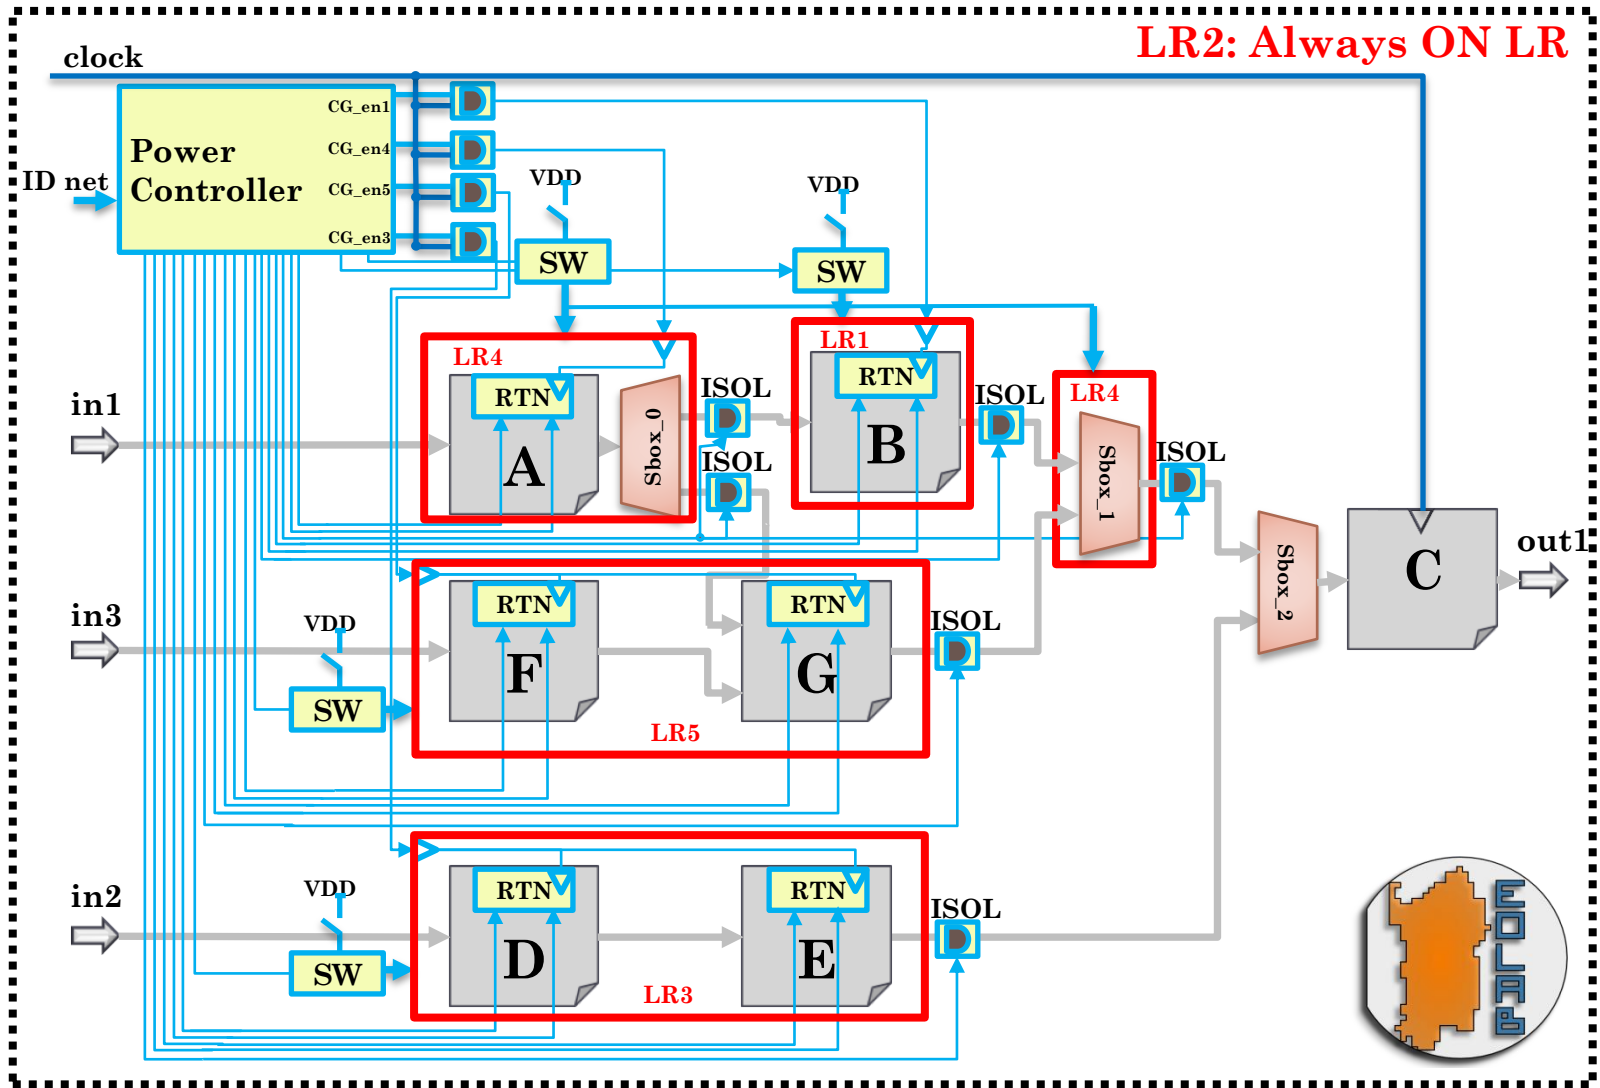 LR2: Always ON LR
clock
CG_en1
Power
Controller
CG_en4
ID net
CG_en5
CG_en3
VDD
VDD
SW
SW
LR4
LR1
RTN
RTN
ISOL
ISOL
LR4
in1
A
Sbox_0
B
ISOL
ISOL
Sbox_1
Sbox_2
C
out1
in3
VDD
RTN
RTN
ISOL
F
G
SW
LR5
in2
VDD
RTN
RTN
ISOL
D
E
SW
LR3
EOLAB